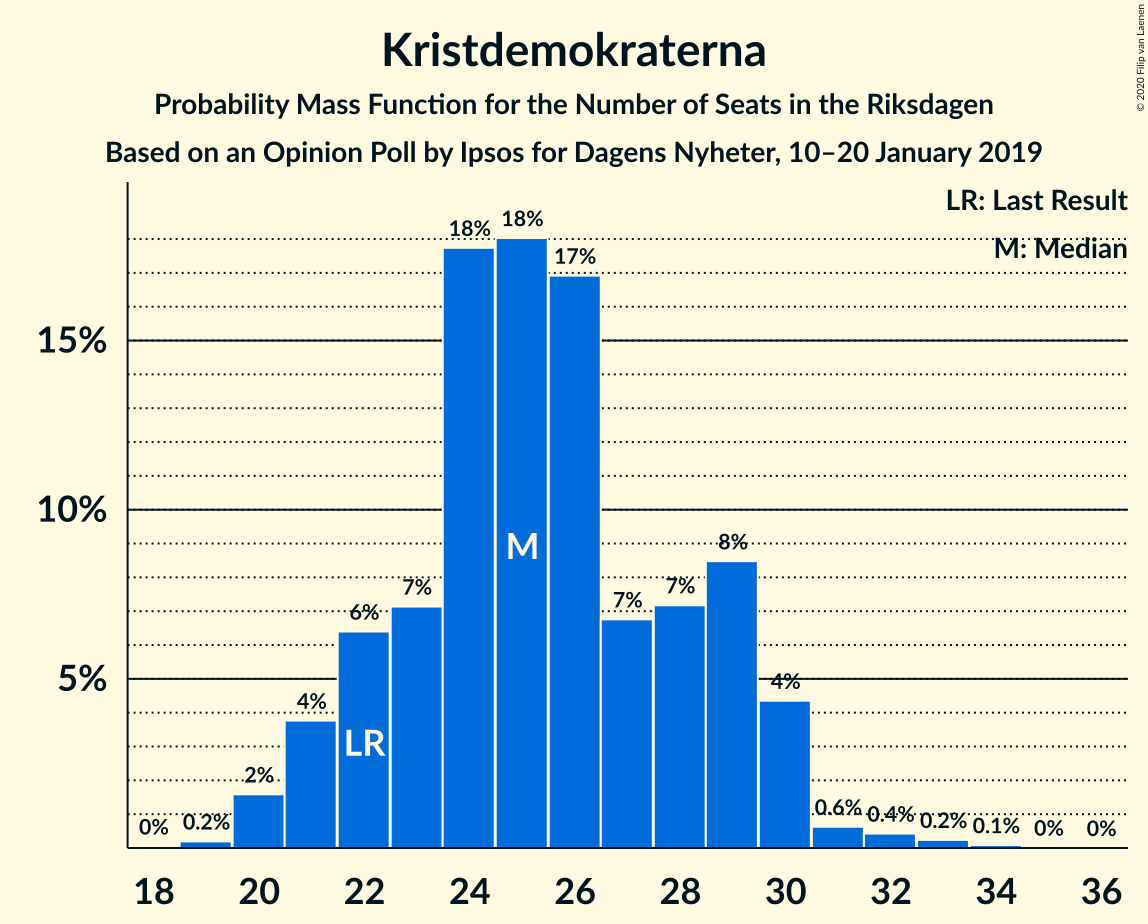 Kristdemokraterna
Probability Mass Function for the Number of Seats in the Riksdagen
Based on an Opinion Poll by Ipsos for Dagens Nyheter, 10–20 January 2019
© 2020 Filip van Laenen
LR: Last Result
M: Median
15%
10%
5%
0%
0.2%
2%
4%
6%
7%
18%
18%
17%
7%
7%
8%
4%
0.6%
0.4%
0.2%
0.1%
0%
0%
LR
M
18 20 22 24 26 28 30 32 34 36